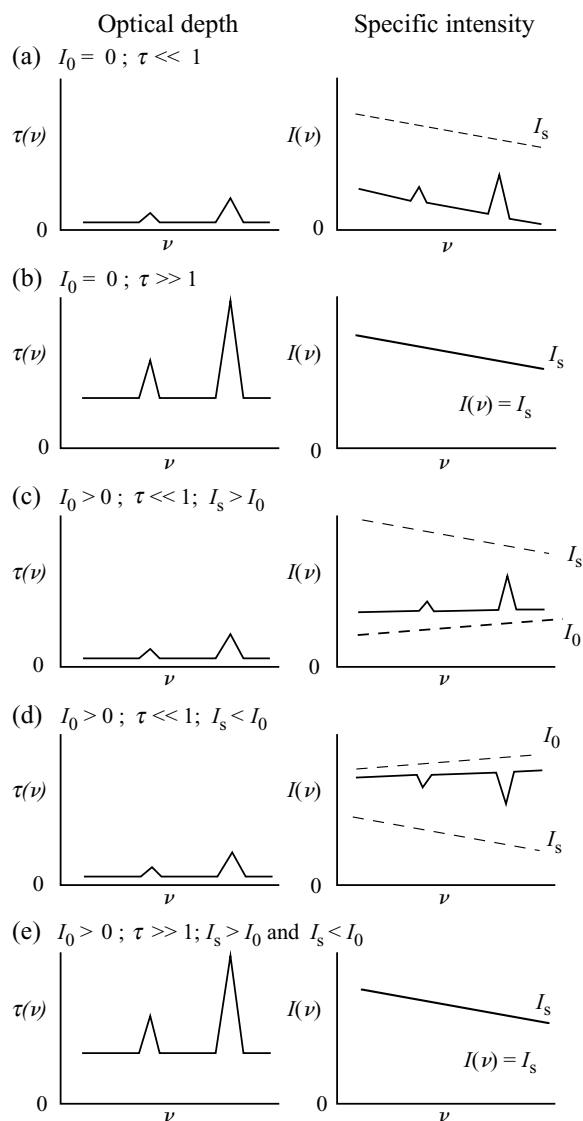 Optical depth Specific intensity
(a) I₀ = 0 ; τ << 1
τ(ν) 0 ν
I(ν) 0 ν Iₛ
(b) I₀ = 0 ; τ >> 1
τ(ν) 0 ν
I(ν) 0 ν Iₛ
I(ν) = Iₛ
(c) I₀ > 0 ; τ << 1; Iₛ > I₀
τ(ν) 0 ν
I(ν) 0 ν Iₛ I₀
(d) I₀ > 0 ; τ << 1; Iₛ < I₀
τ(ν) 0 ν
I(ν) 0 ν I₀ Iₛ
(e) I₀ > 0 ; τ >> 1; Iₛ > I₀ and Iₛ < I₀
τ(ν) 0 ν
I(ν) 0 ν Iₛ
I(ν) = Iₛ